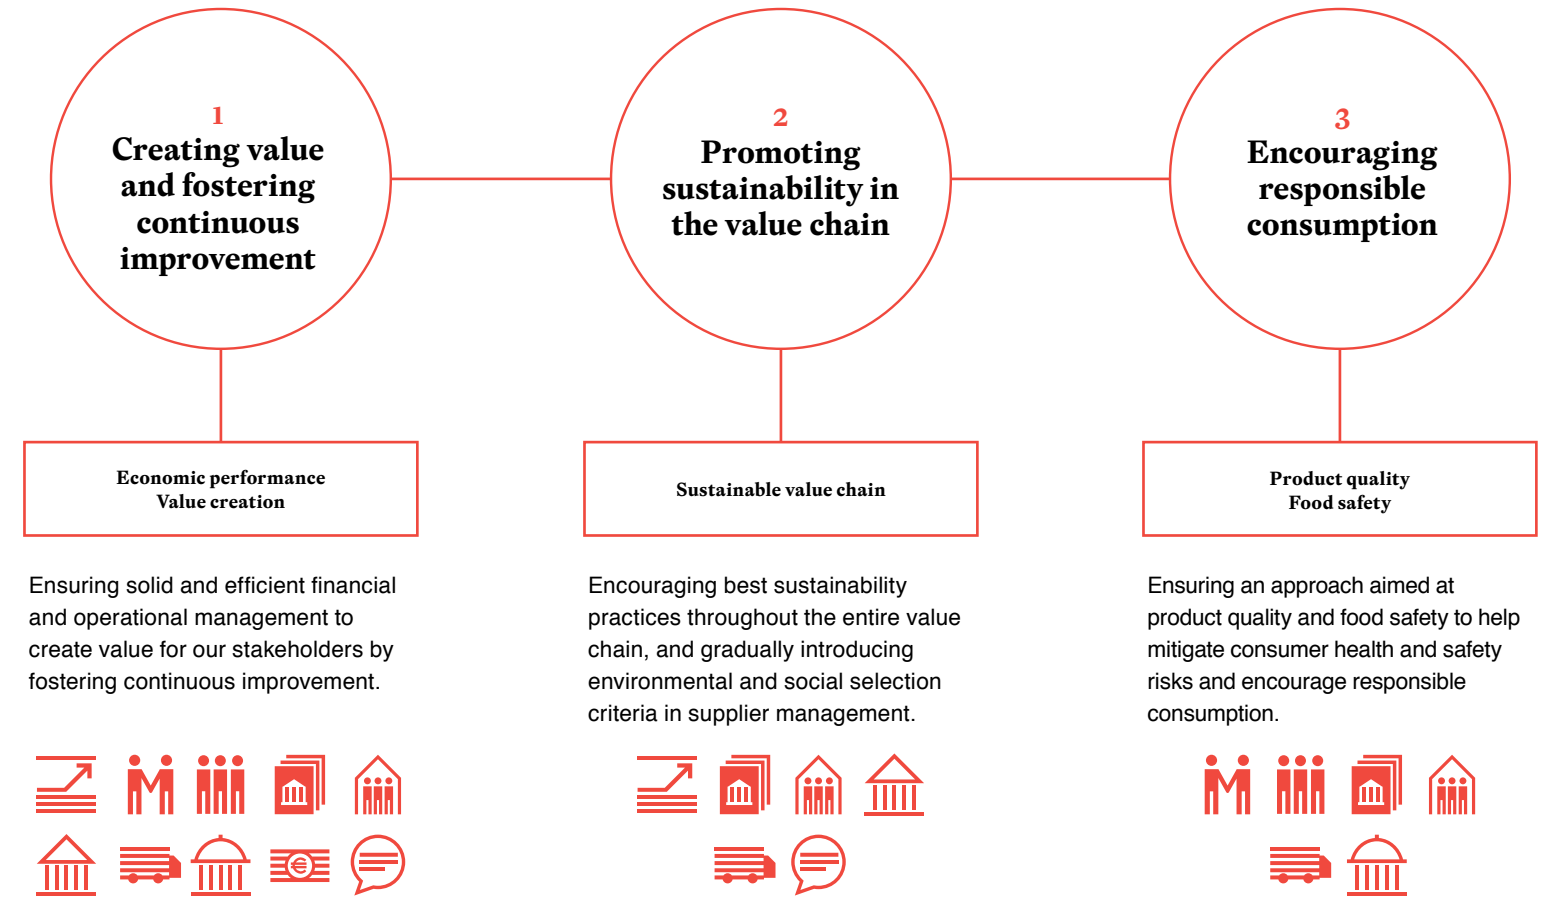 1
Creating value
and fostering
continuous
improvement
2
Promoting
sustainability in
the value chain
3
Encouraging
responsible
consumption
Economic performance
Value creation
Sustainable value chain
Product quality
Food safety
Ensuring solid and efficient financial
and operational management to
create value for our stakeholders by
fostering continuous improvement.
Encouraging best sustainability
practices throughout the entire value
chain, and gradually introducing
environmental and social selection
criteria in supplier management.
Ensuring an approach aimed at
product quality and food safety to help
mitigate consumer health and safety
risks and encourage responsible
consumption.
€